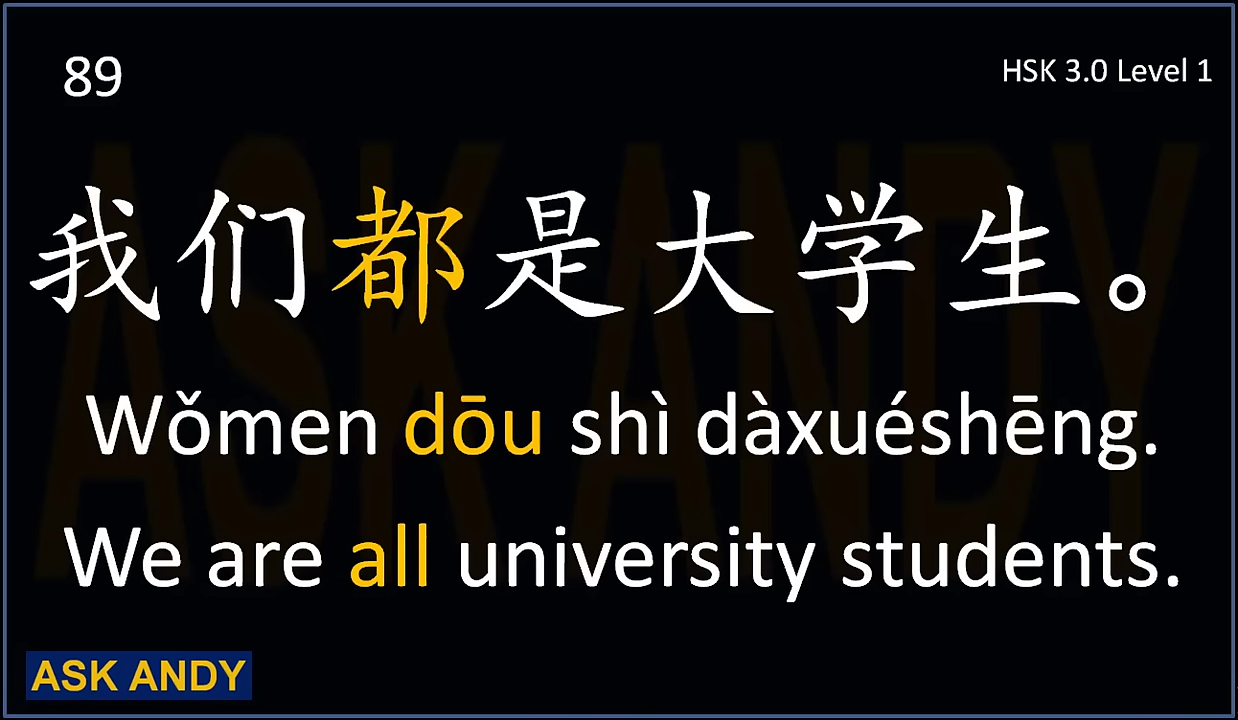 89
HSK 3.0 Level 1
我们都是大学生。
Wǒmen dōu shì dàxuéshēng.
We are all university students.
ASK ANDY
ASK ANDY